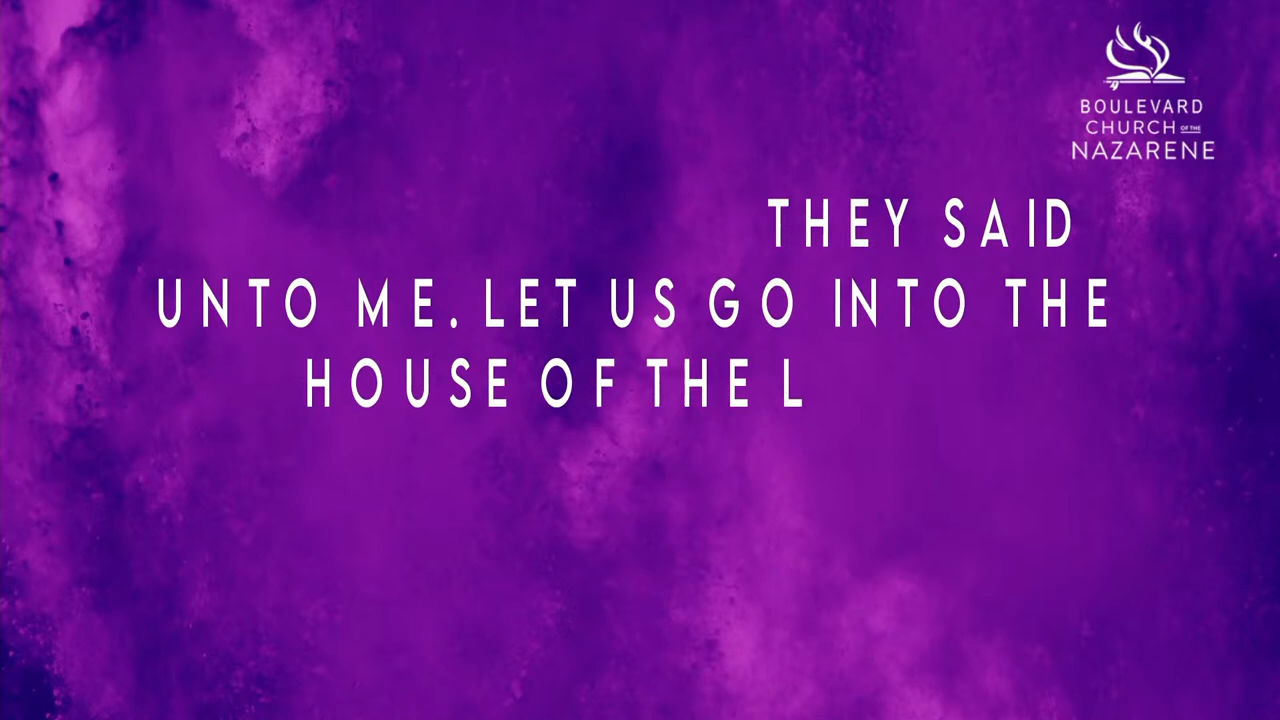 BOULEVARD
CHURCH OF THE
NAZARENE
THEY SAID
UNTO ME. LET US GO INTO THE
HOUSE OF THE L